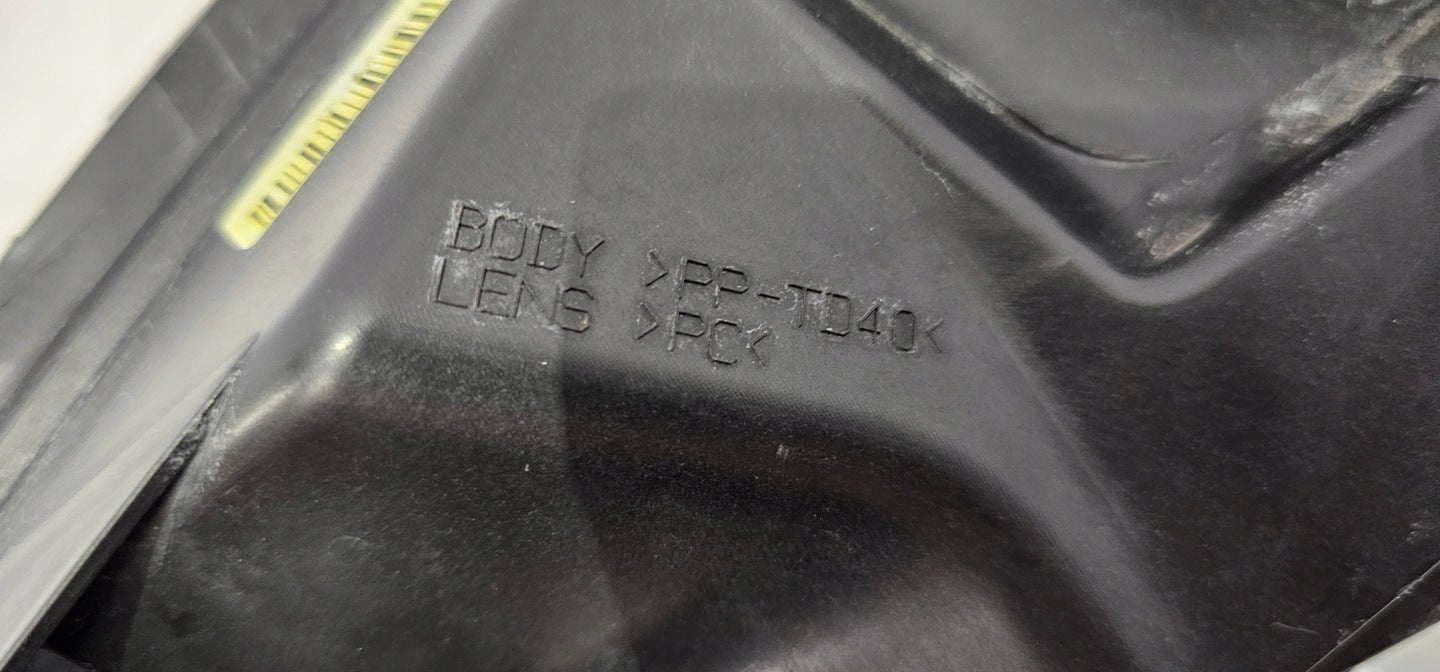 BODY >PP-TD40<
LENS >PC<